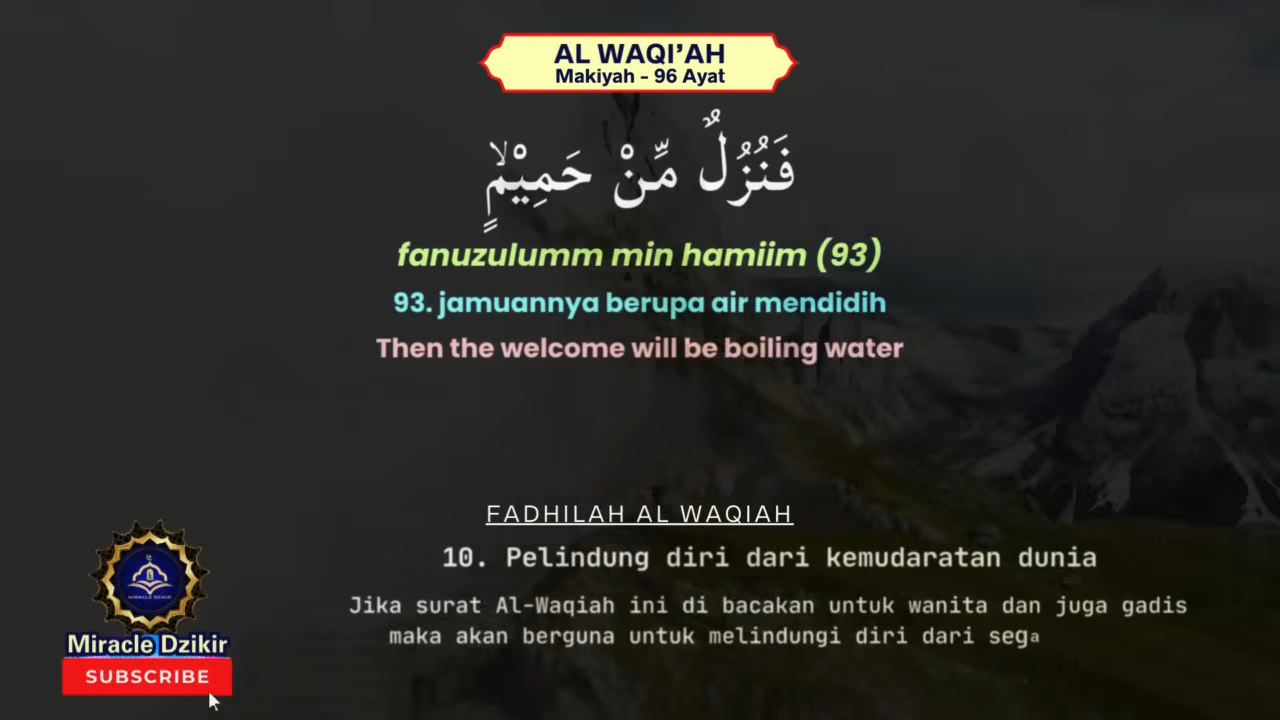 AL WAQI’AH
Makiyah - 96 Ayat
فَنُزُلٌ مِّنْ حَمِيْمٍۙ
fanuzulumm min hamiim (93)
93. jamuannya berupa air mendidih
Then the welcome will be boiling water
FADHILAH AL WAQIAH
10. Pelindung diri dari kemudaratan dunia
Jika surat Al-Waqiah ini di bacakan untuk wanita dan juga gadis
maka akan berguna untuk melindungi diri dari sega
MIRACLE DZIKIR
Miracle Dzikir
SUBSCRIBE